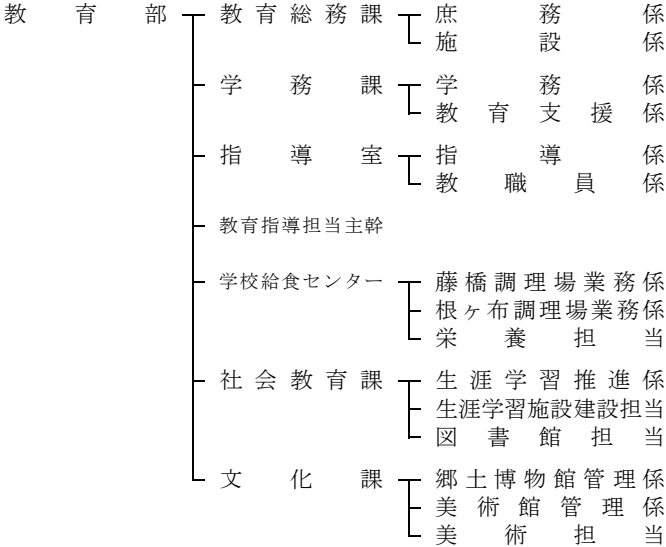 教育部 教育総務課 庶務係
施設係
学務課 学務係
教育支援係
指導室 指導係
教職員係
教育指導担当主幹
学校給食センター 藤橋調理場業務係
根ヶ布調理場業務係
栄養担当
社会教育課 生涯学習推進係
生涯学習施設建設担当
図書館担当
文化課 郷土博物館管理係
美術館管理係
美術担当